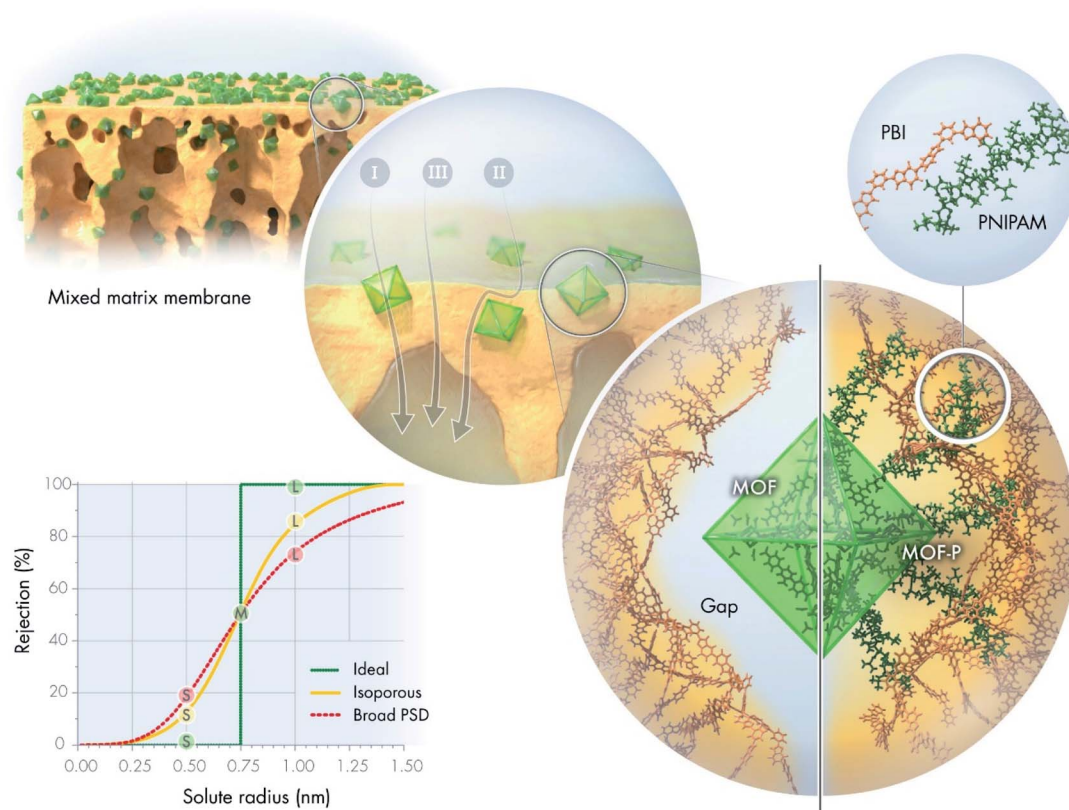 PBI
PNIPAM
I
III
II
Mixed matrix membrane
MOF
MOF-P
Gap
100
80
60
40
20
0
Rejection (%)
L
L
L
M
S
S
S
Ideal
Isoporous
Broad PSD
0.00 0.25 0.50 0.75 1.00 1.25 1.50
Solute radius (nm)